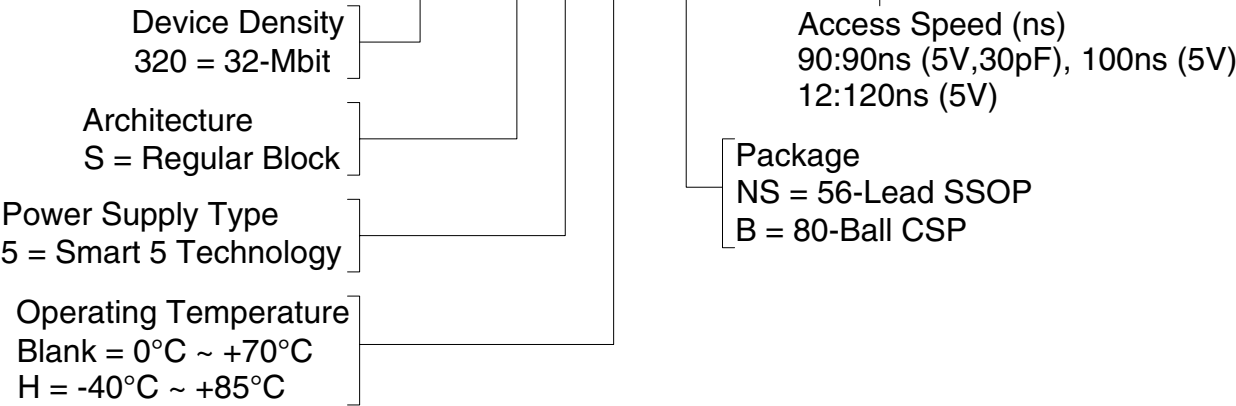 Device Density
320 = 32-Mbit
Architecture
S = Regular Block
Power Supply Type
5 = Smart 5 Technology
Operating Temperature
Blank = 0°C ~ +70°C
H = -40°C ~ +85°C
Access Speed (ns)
90:90ns (5V,30pF), 100ns (5V)
12:120ns (5V)
Package
NS = 56-Lead SSOP
B = 80-Ball CSP